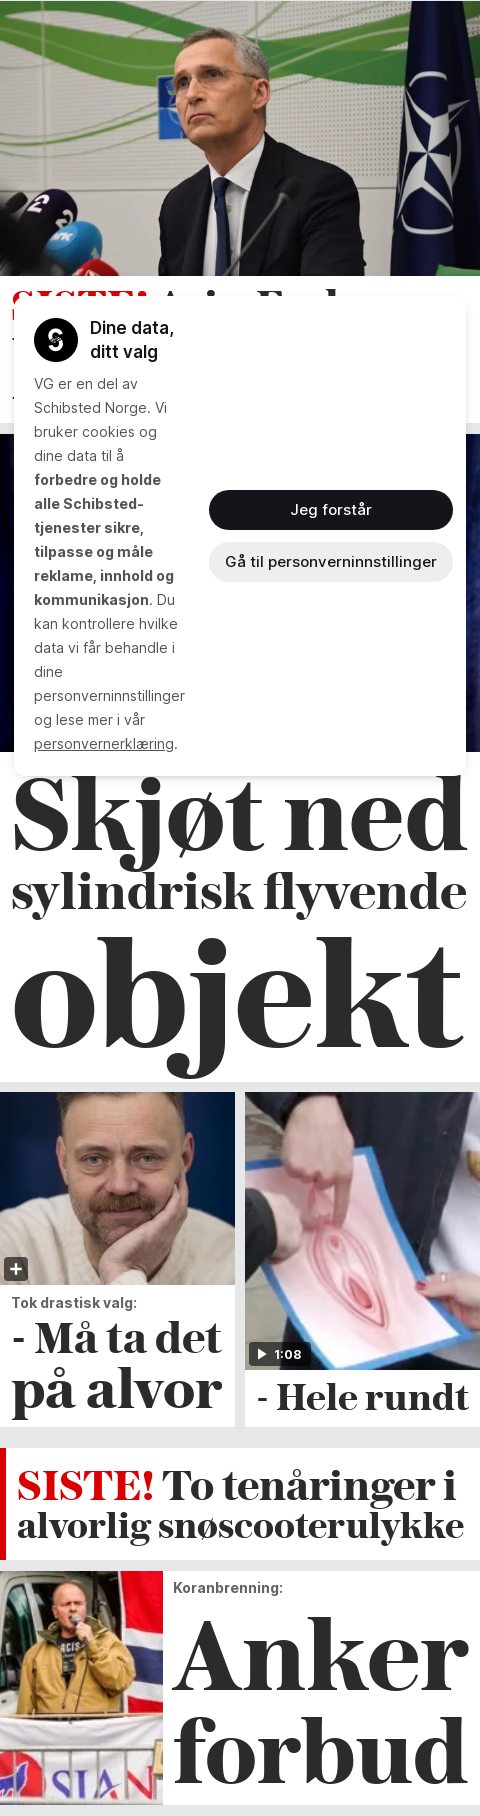 SISTE!
Dine data,
ditt valg
VG er en del av
Schibsted Norge. Vi
bruker cookies og
dine data til å
forbedre og holde
alle Schibsted-
tjenester sikre,
tilpasse og måle
reklame, innhold og
kommunikasjon. Du
kan kontrollere hvilke
data vi får behandle i
dine
personverninnstillinger
og lese mer i vår
personvernerklæring.
Jeg forstår
Gå til personverninnstillinger
Skjøt ned
sylindrisk flyvende
objekt
Tok drastisk valg:
- Må ta det
på alvor
1:08
- Hele rundt
SISTE! To tenåringer i
alvorlig snøscooterulykke
Koranbrenning:
Anker
forbud
SIAN